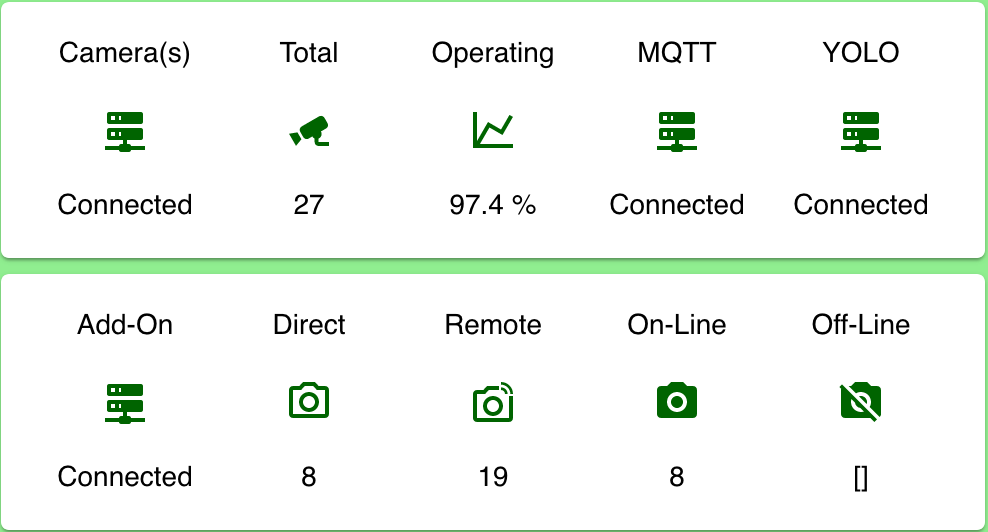 Camera(s) Total Operating MQTT YOLO
Connected 27 97.4 % Connected Connected
Add-On Direct Remote On-Line Off-Line
Connected 8 19 8 []